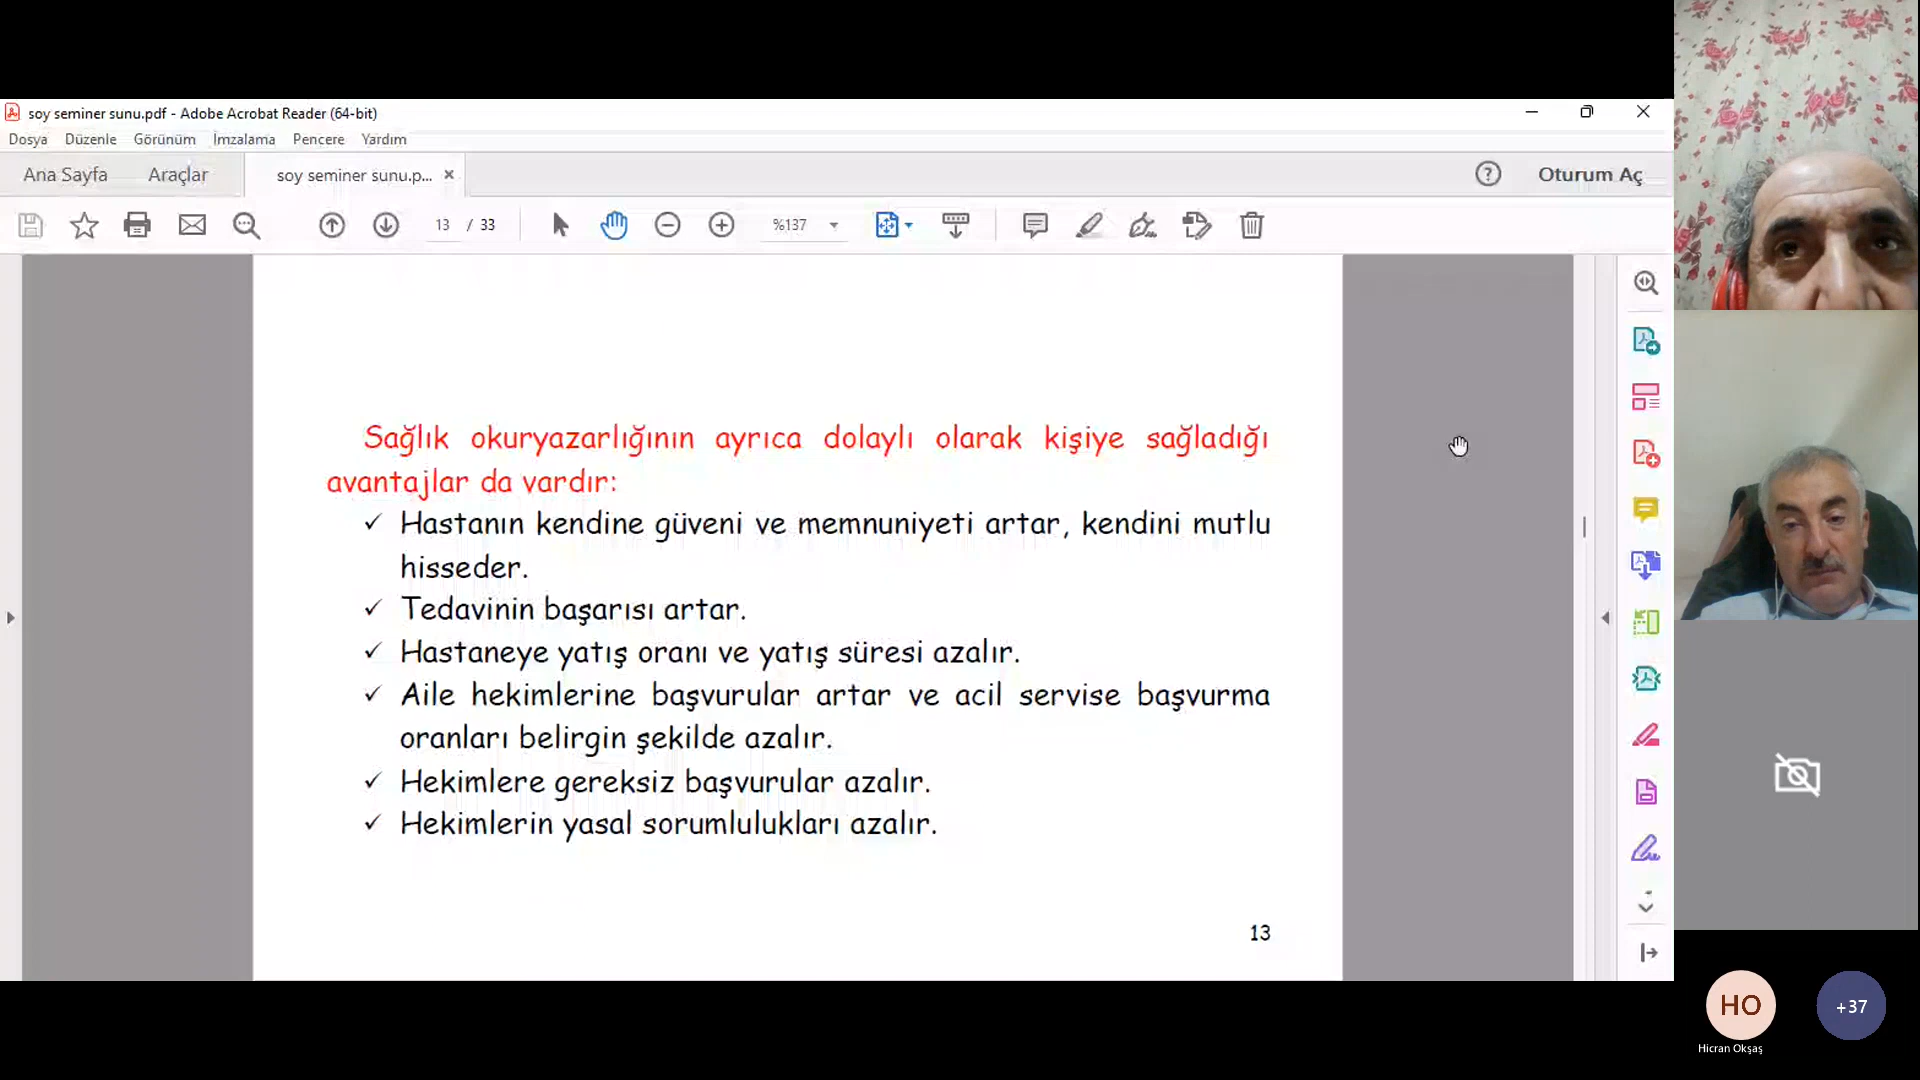 soy seminer sunu.pdf - Adobe Acrobat Reader (64-bit)
Dosya Düzenle Görünüm İmzalama Pencere Yardım
Ana Sayfa Araçlar soy seminer sunu.p... × Oturum Aç
13 / 33 %137
Sağlık okuryazarlığının ayrıca dolaylı olarak kişiye sağladığı
avantajlar da vardır:
✓ Hastanın kendine güveni ve memnuniyeti artar, kendini mutlu
hisseder.
✓ Tedavinin başarısı artar.
✓ Hastaneye yatış oranı ve yatış süresi azalır.
✓ Aile hekimlerine başvurular artar ve acil servise başvurma
oranları belirgin şekilde azalır.
✓ Hekimlere gereksiz başvurular azalır.
✓ Hekimlerin yasal sorumlulukları azalır.
13
HO +37
Hicran Okşaş